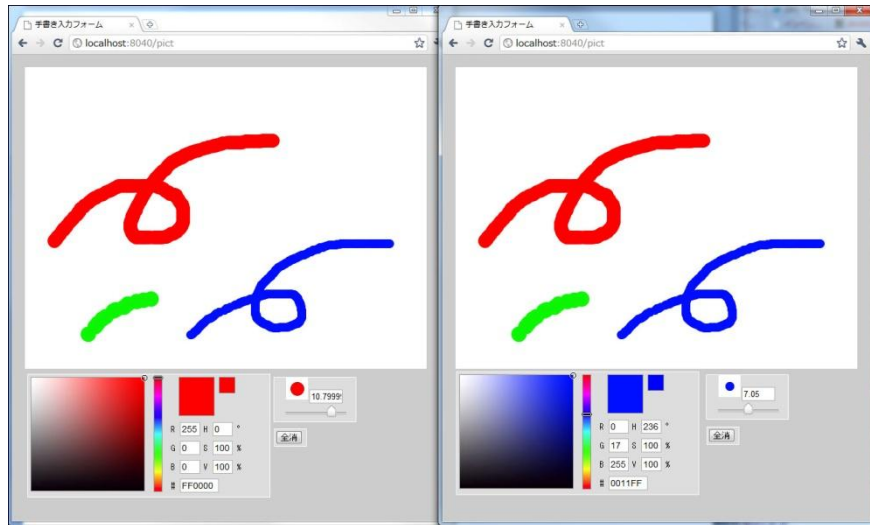 手書き入力フォーム
localhost:8040/pict
R 255 H 0 °
G 0 S 100 %
B 0 V 100 %
# FF0000
10.7999
全消
手書き入力フォーム
localhost:8040/pict
R 0 H 236 °
G 17 S 100 %
B 255 V 100 %
# 0011FF
7.05
全消